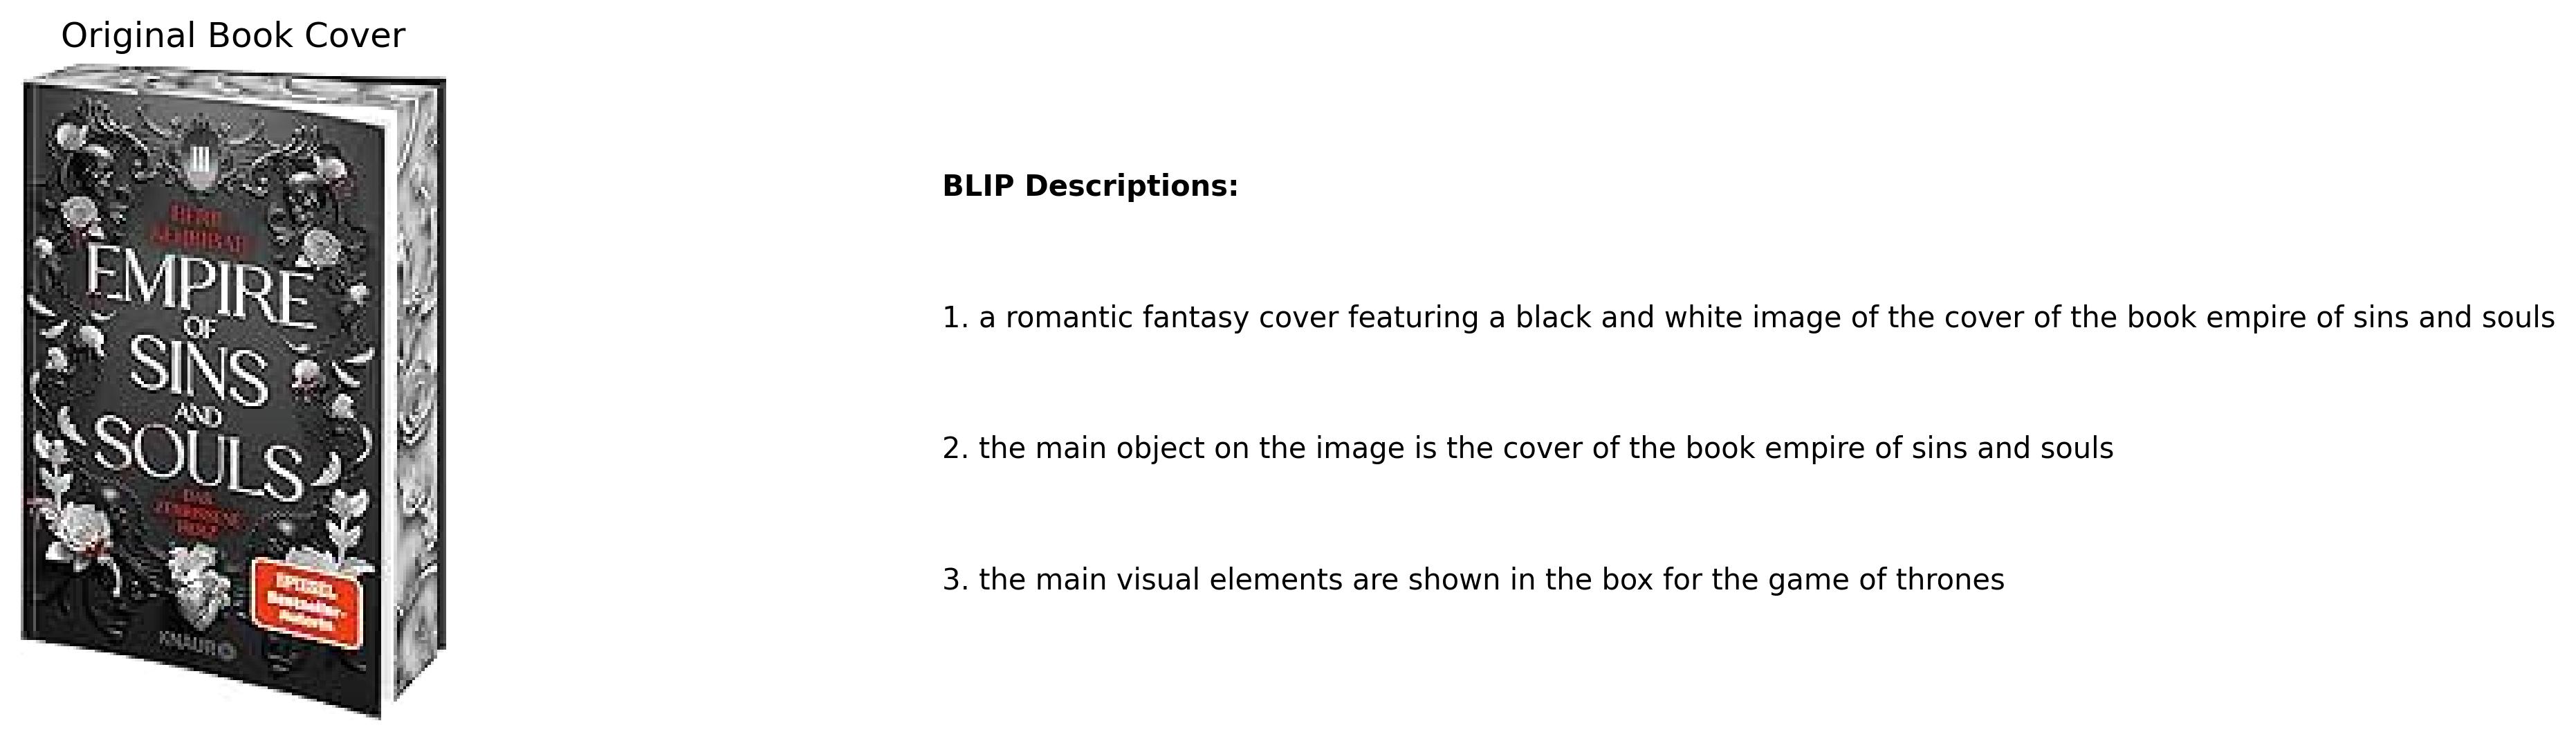 Original Book Cover
III
EMPIRE
OF
SINS
AND
SOULS
DAS
ZERRISSENE
SPIEGEL
Bestseller-
Autorin
KNAUR
BLIP Descriptions:
1. a romantic fantasy cover featuring a black and white image of the cover of the book empire of sins and souls
2. the main object on the image is the cover of the book empire of sins and souls
3. the main visual elements are shown in the box for the game of thrones